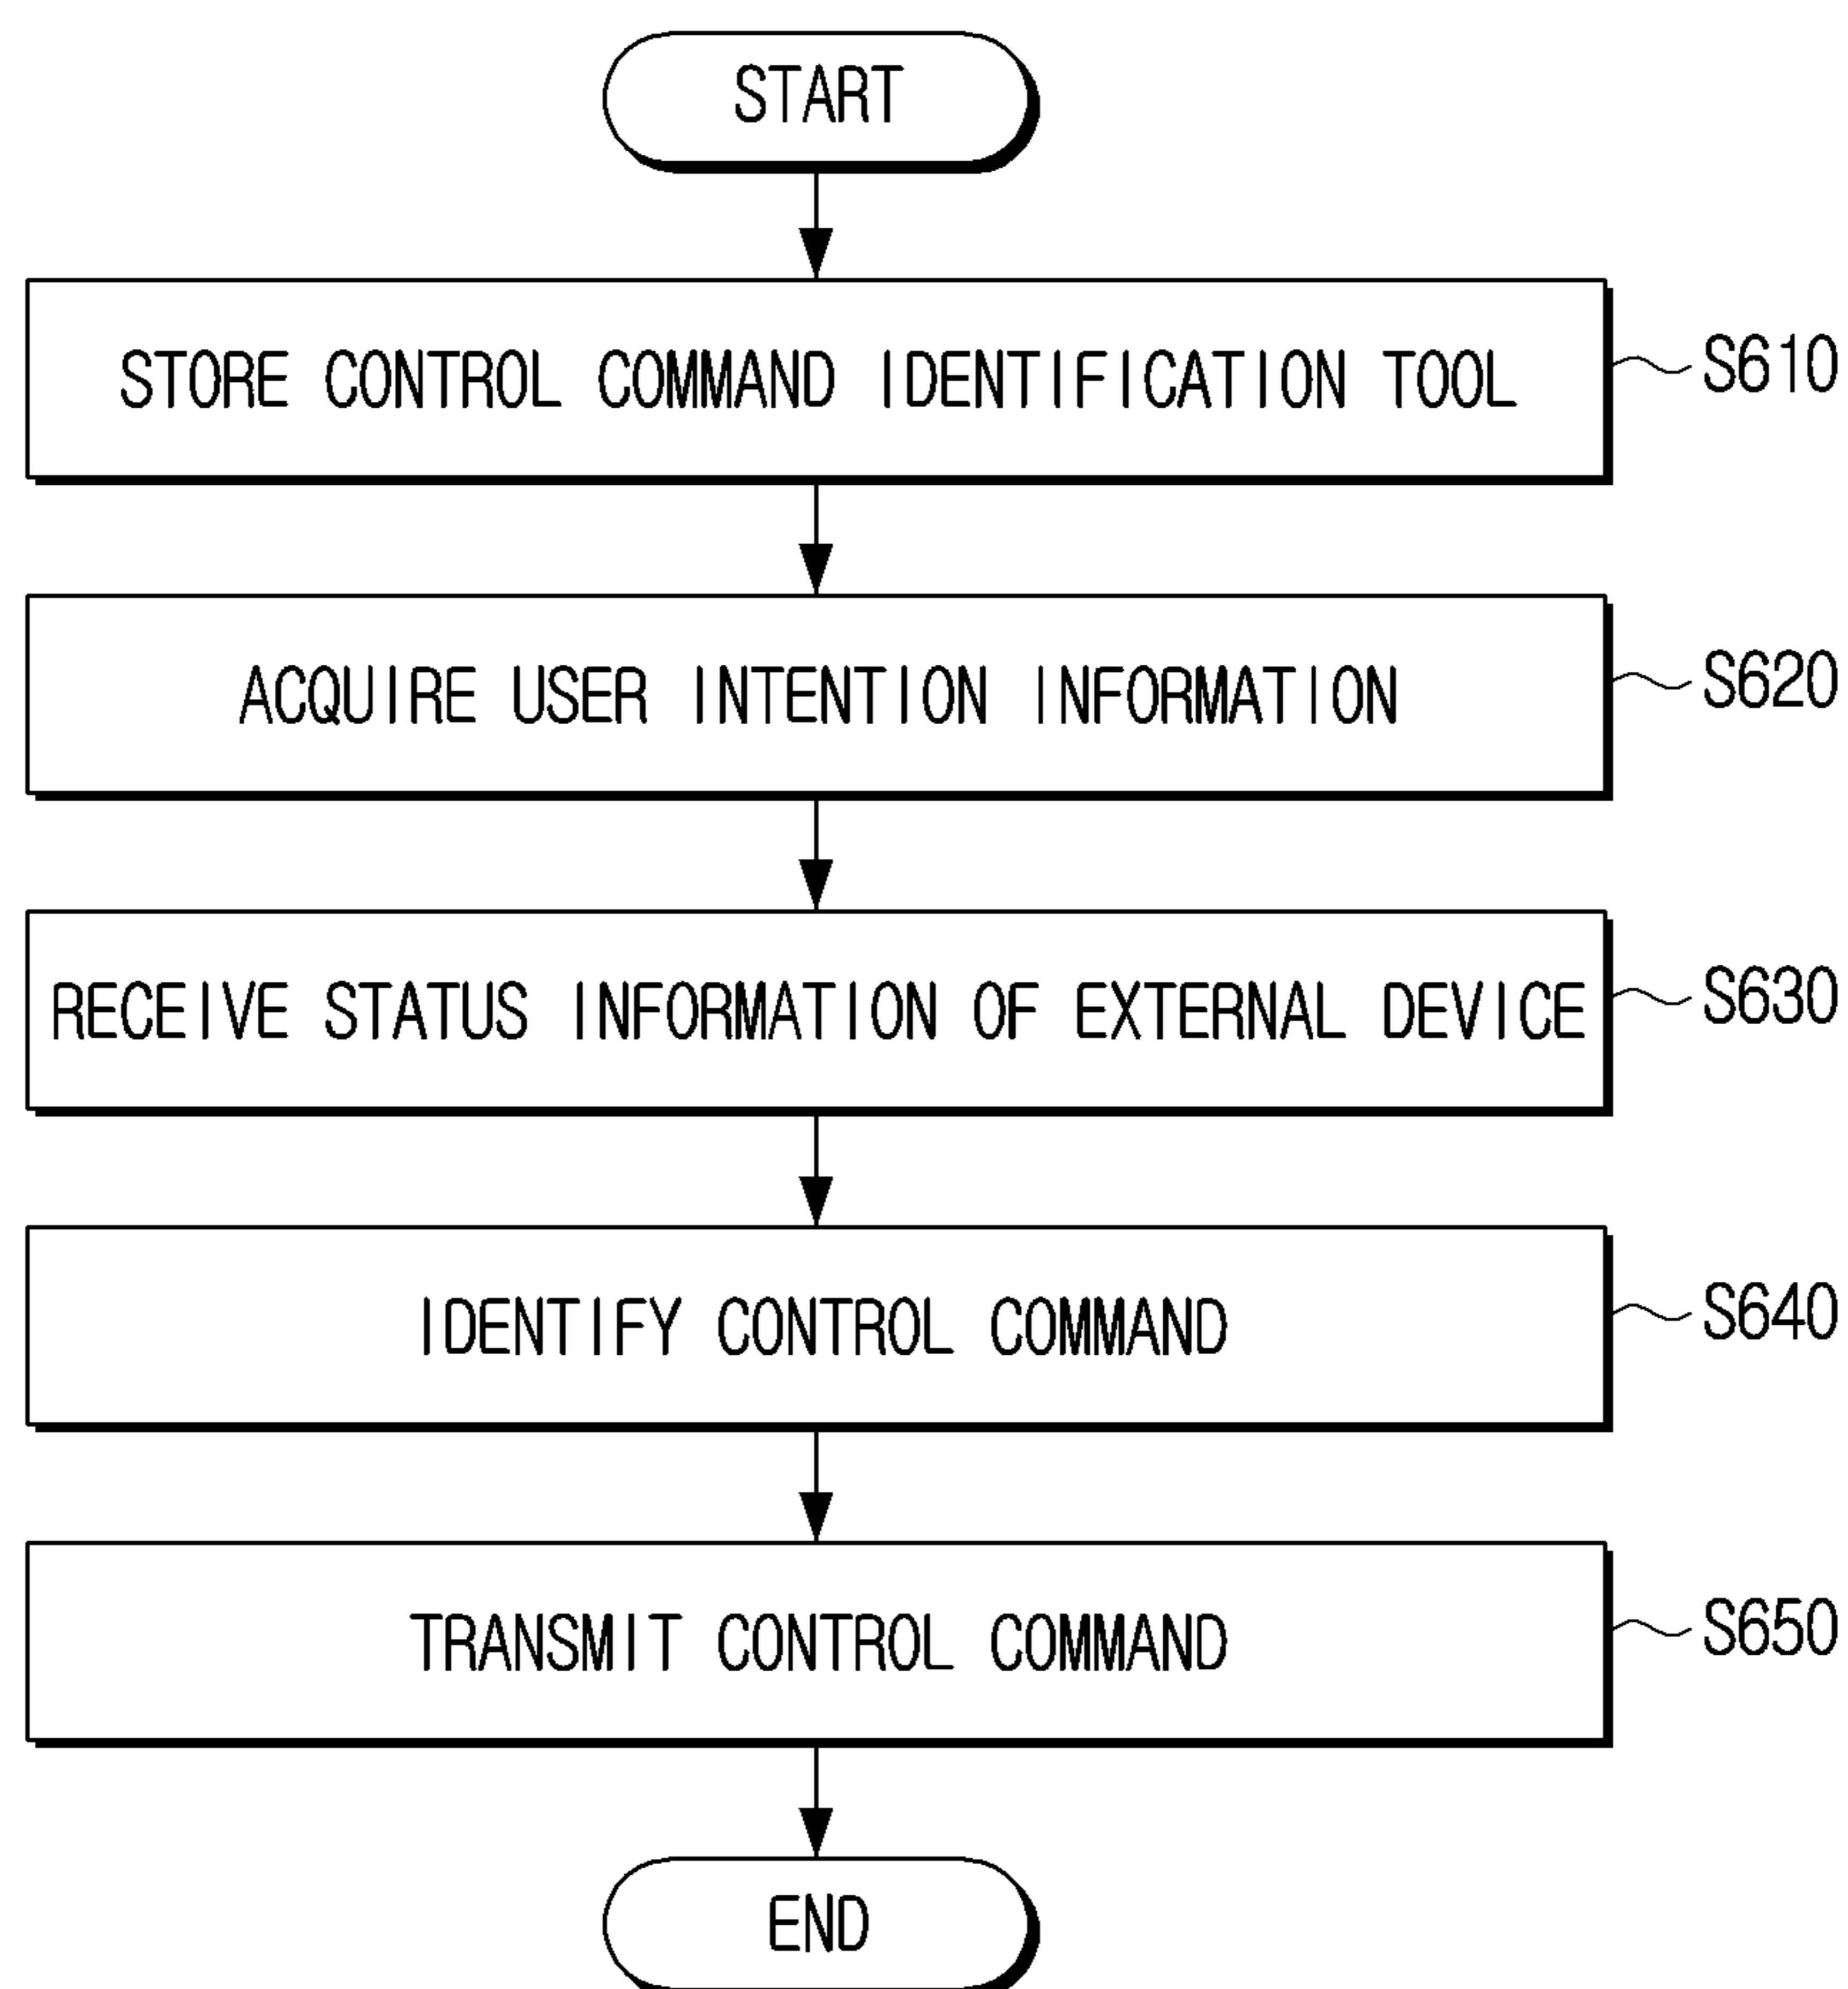 START
STORE CONTROL COMMAND IDENTIFICATION TOOL
S610
ACQUIRE USER INTENTION INFORMATION
S620
RECEIVE STATUS INFORMATION OF EXTERNAL DEVICE
S630
IDENTIFY CONTROL COMMAND
S640
TRANSMIT CONTROL COMMAND
S650
END